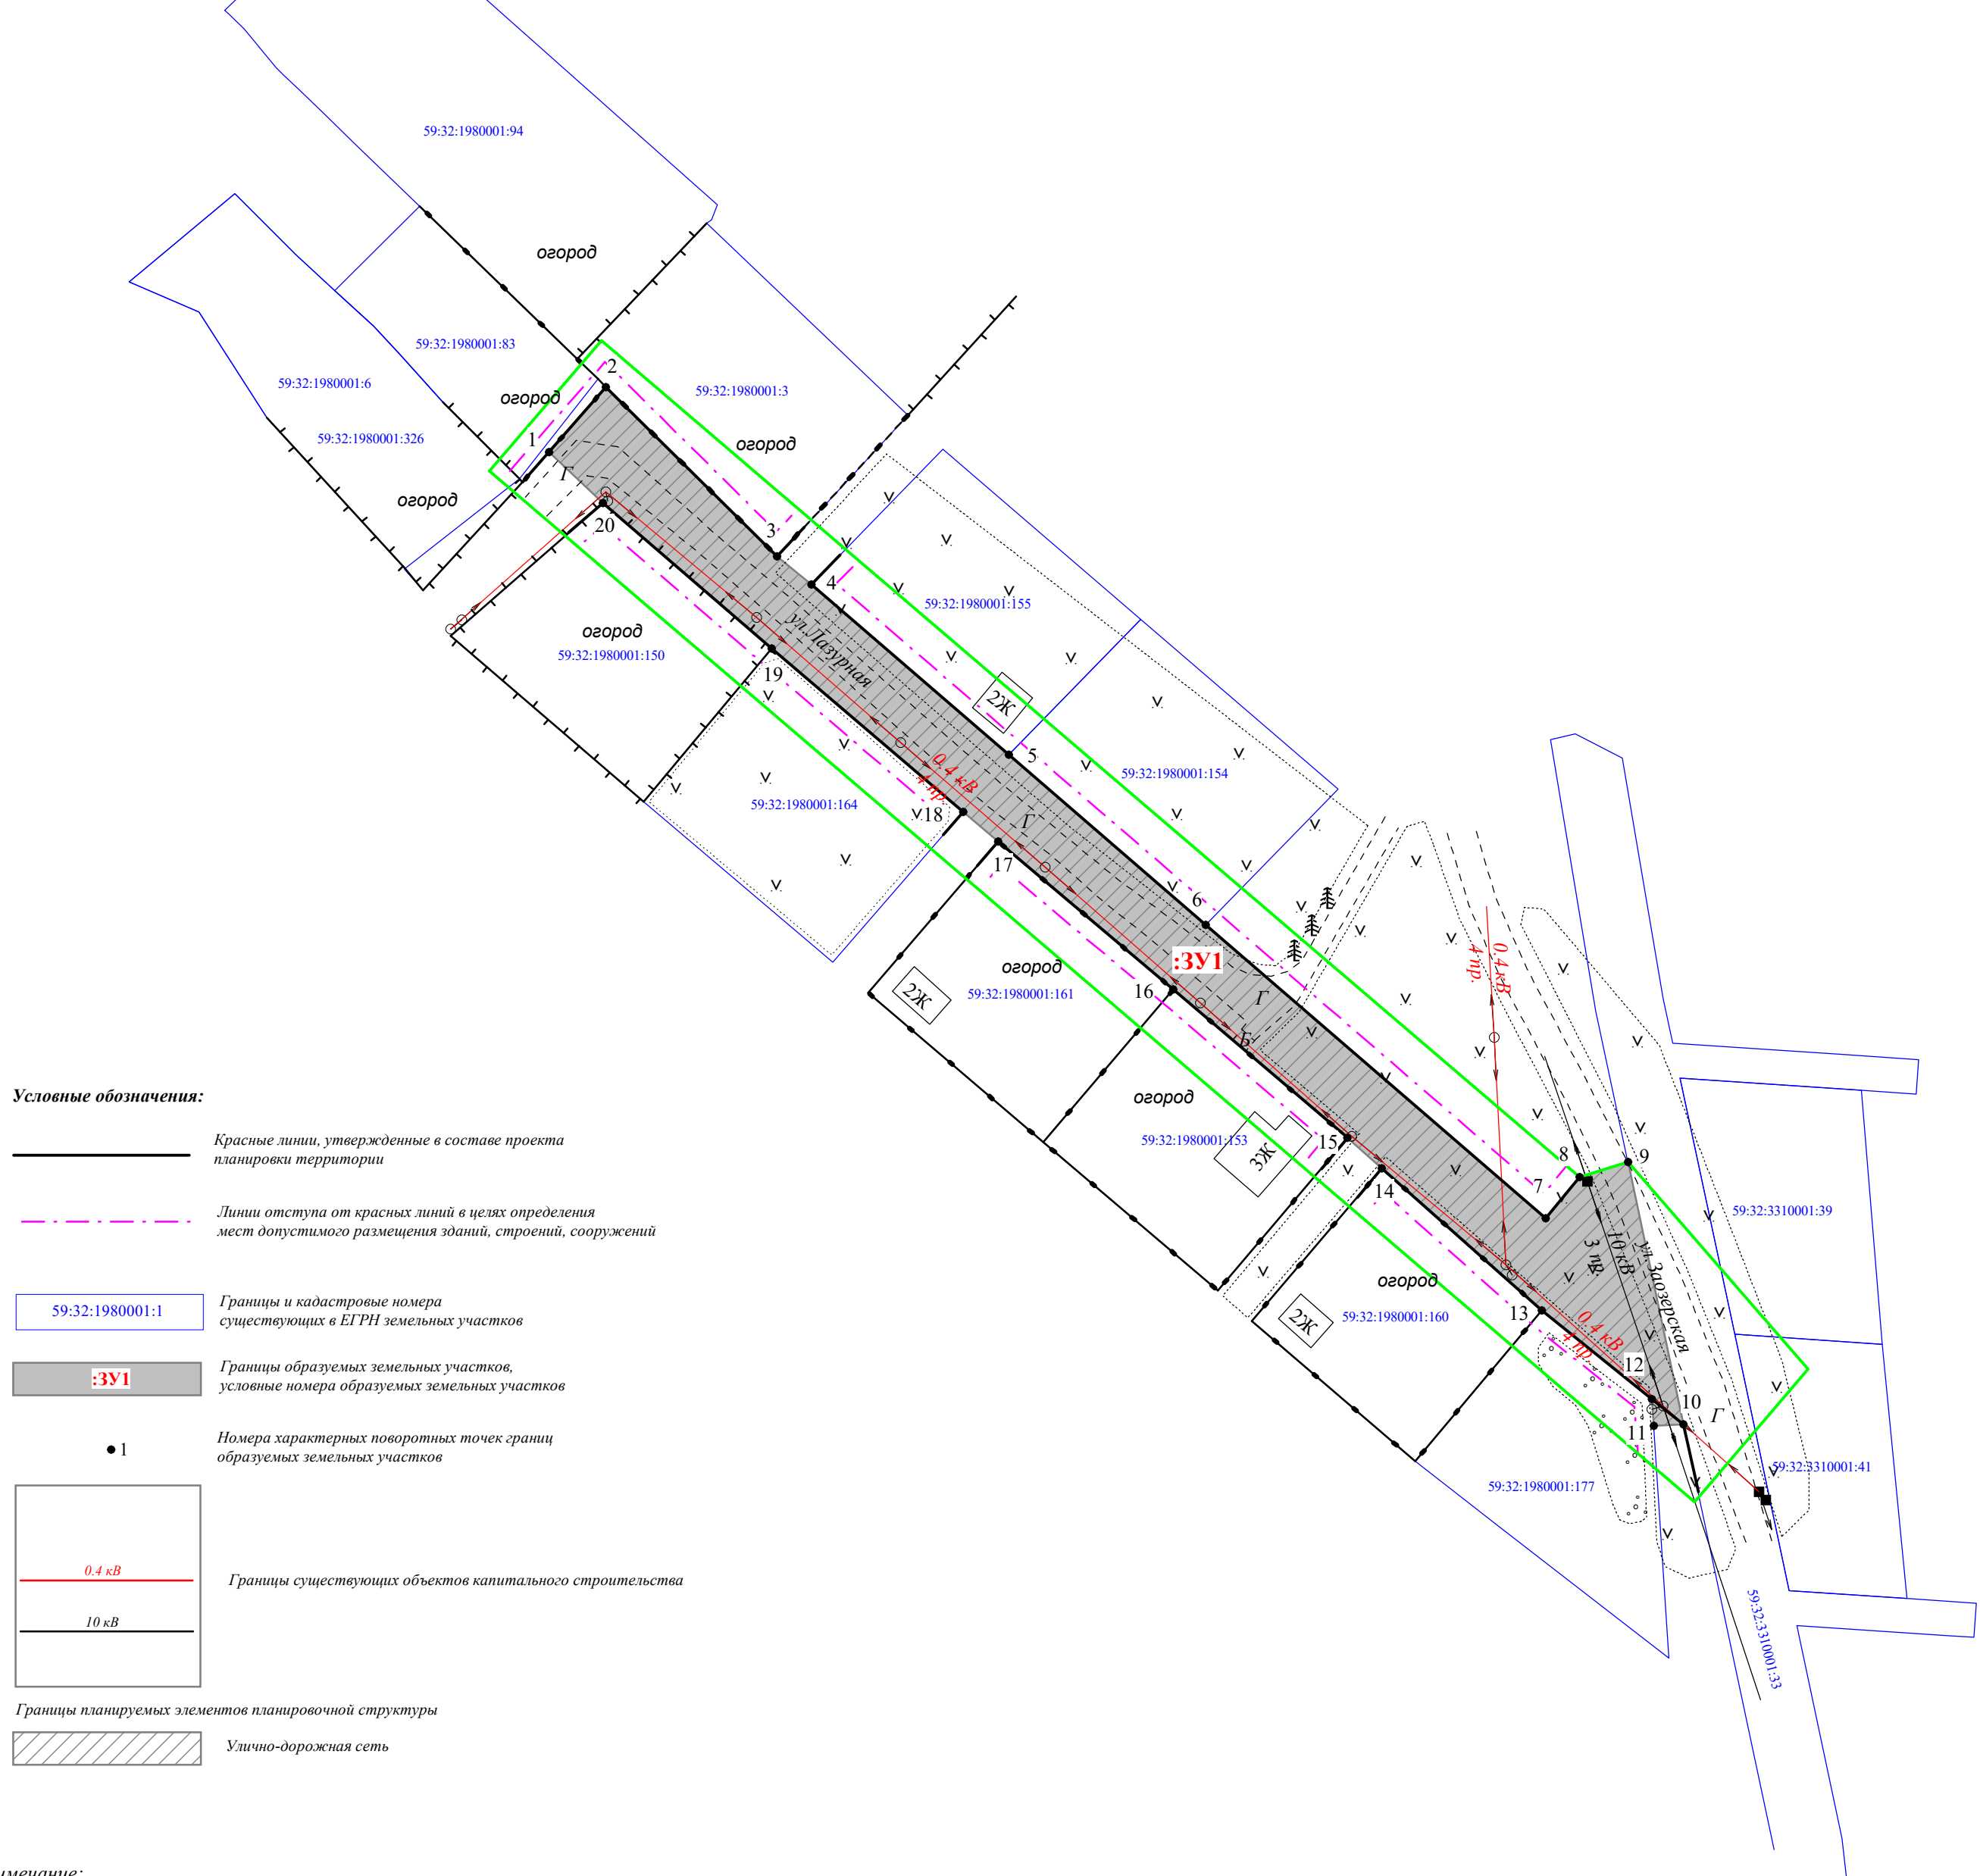 59:32:1980001:94
огород
59:32:1980001:83
59:32:1980001:6
59:32:1980001:326
огород
огород
59:32:1980001:3
огород
1
2
3
4
5
6
7
8
9
10
11
12
13
14
15
16
17
18
19
20
Г
огород
59:32:1980001:150
ул.Лазурная
59:32:1980001:155
2Ж
59:32:1980001:154
0.4 кВ
4 пр.
59:32:1980001:164
Г
:ЗУ1
огород
59:32:1980001:161
2Ж
Г
Б
0.4 кВ
4 пр.
огород
59:32:1980001:153
3Ж
огород
59:32:1980001:160
2Ж
10 кВ
3 пр.
ул.Заозерская
0.4 кВ
4 пр.
Г
59:32:3310001:39
59:32:3310001:41
59:32:1980001:177
59:32:3310001:33
Условные обозначения:
Красные линии, утвержденные в составе проекта
планировки территории
Линии отступа от красных линий в целях определения
мест допустимого размещения зданий, строений, сооружений
59:32:1980001:1
Границы и кадастровые номера
существующих в ЕГРН земельных участков
:ЗУ1
Границы образуемых земельных участков,
условные номера образуемых земельных участков
1
Номера характерных поворотных точек границ
образуемых земельных участков
0.4 кВ
10 кВ
Границы существующих объектов капитального строительства
Границы планируемых элементов планировочной структуры
Улично-дорожная сеть